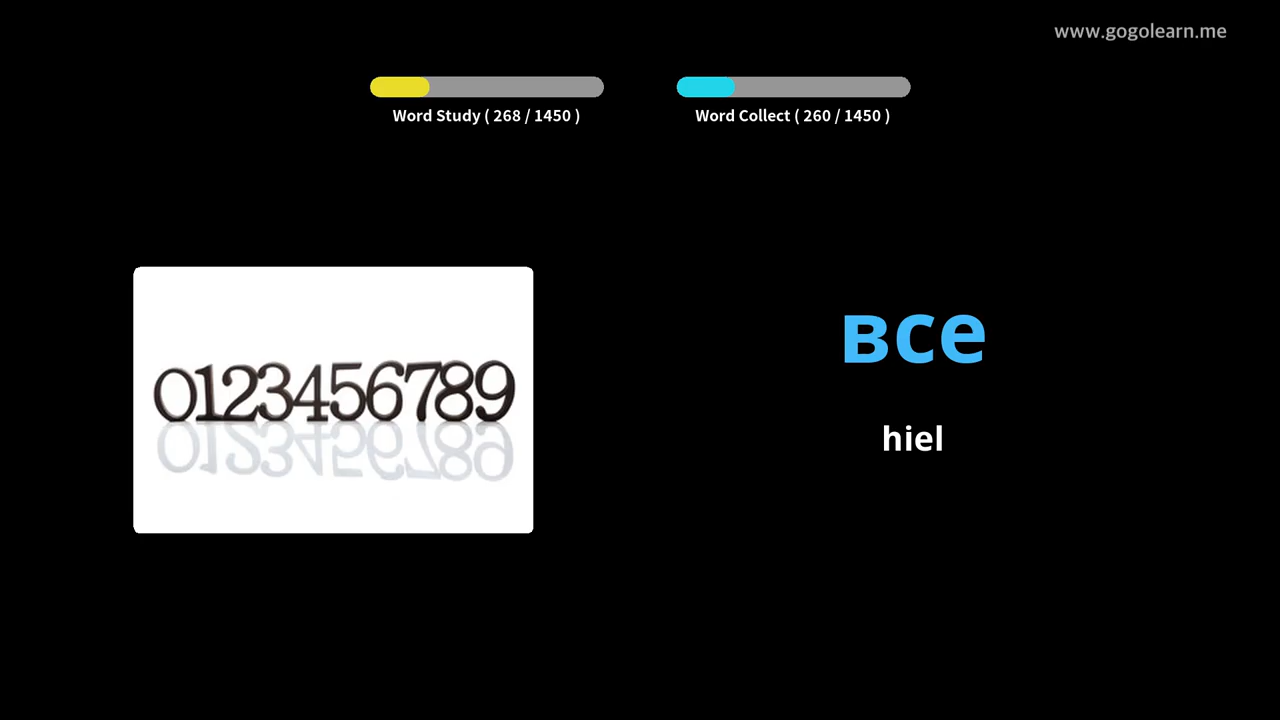 www.gogolearn.me
Word Study ( 268 / 1450 )
Word Collect ( 260 / 1450 )
0123456789
все
hiel